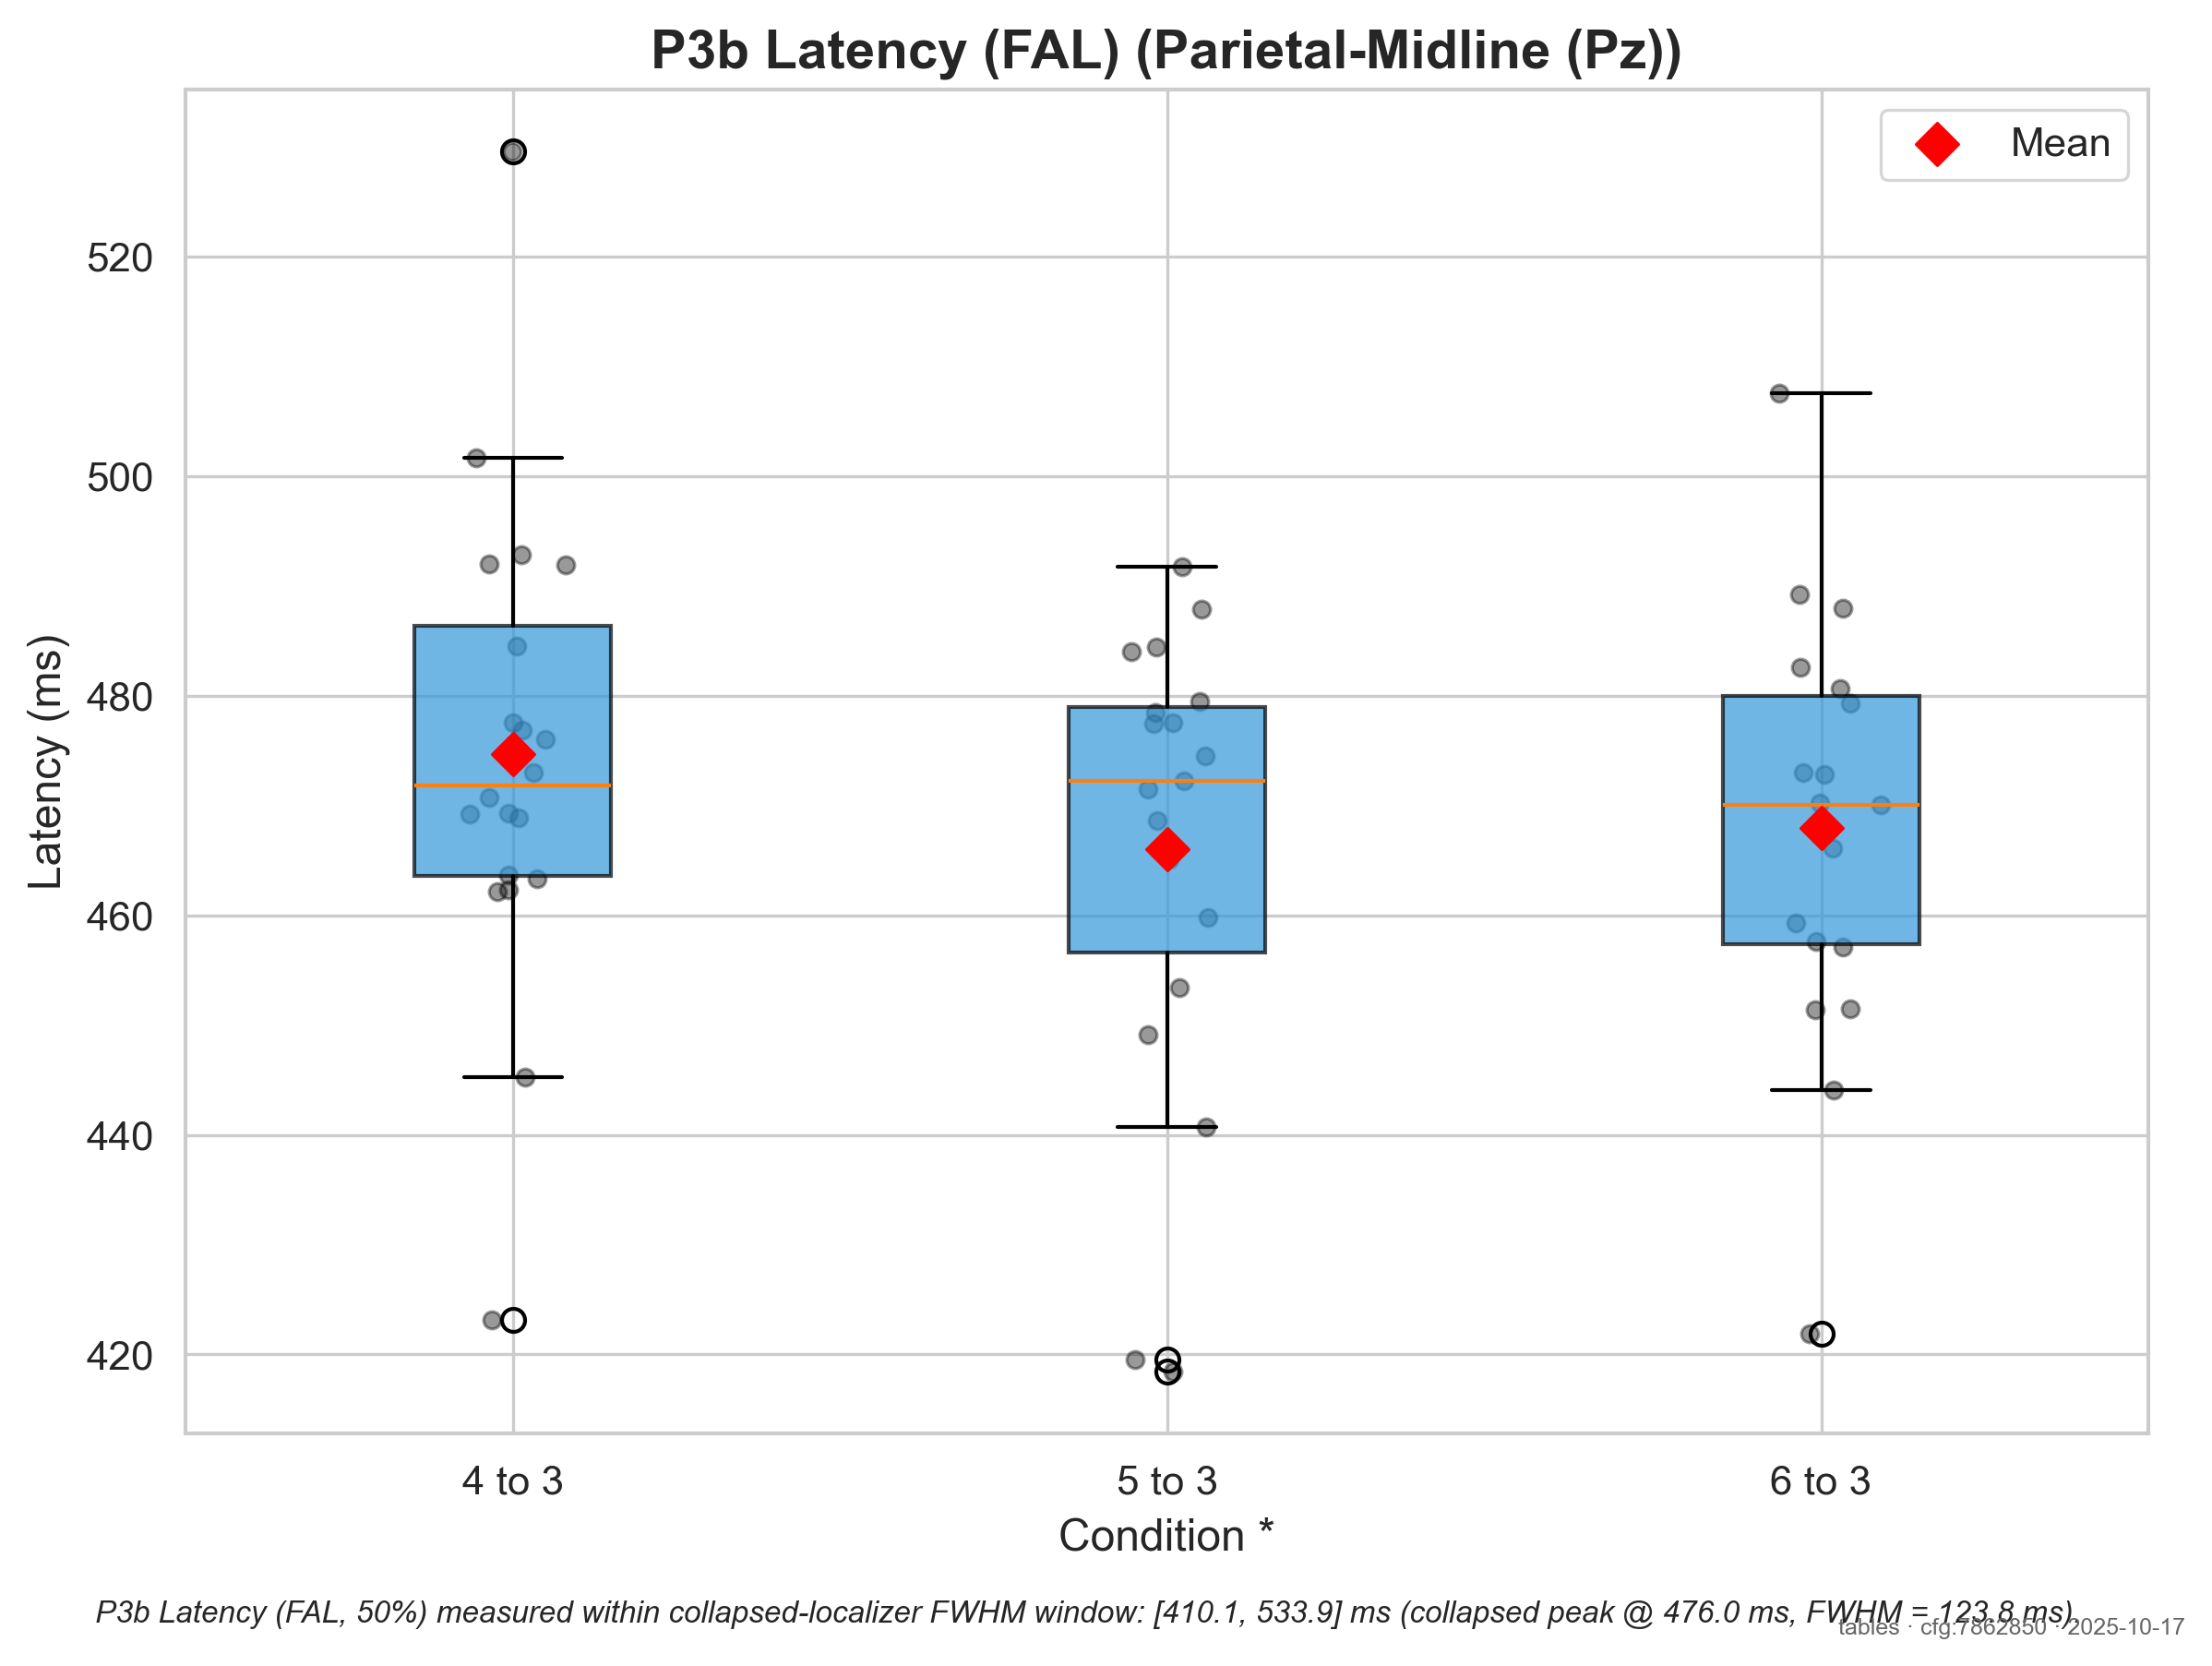 P3b Latency (FAL) (Parietal-Midline (Pz))
Mean
Latency (ms)
520
500
480
460
440
420
4 to 3
5 to 3
6 to 3
Condition *
P3b Latency (FAL, 50%) measured within collapsed-localizer FWHM window: [410.1, 533.9] ms (collapsed peak @ 476.0 ms, FWHM = 123.8 ms).
tables · cfg:7862850 · 2025-10-17